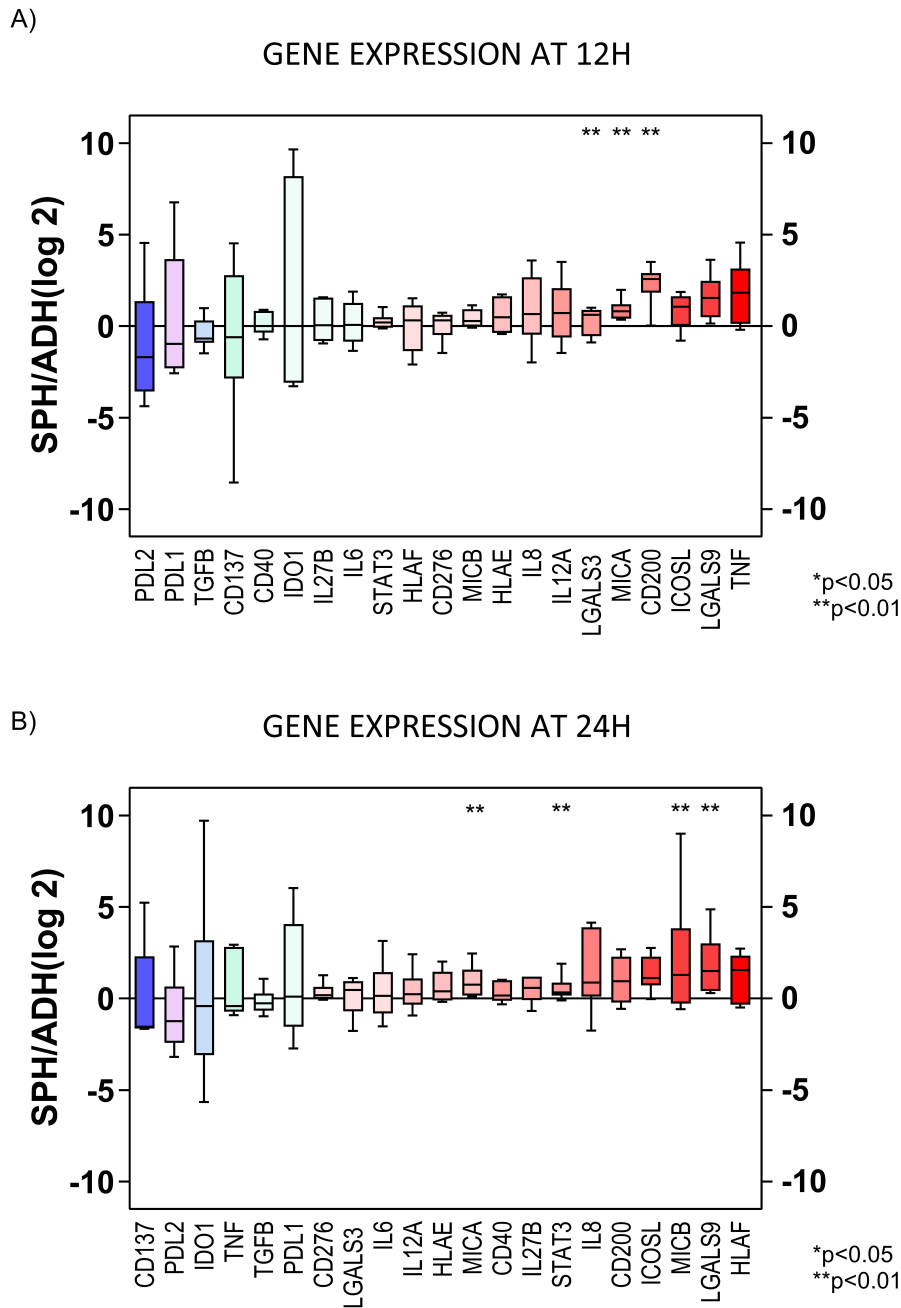 A)
GENE EXPRESSION AT 12H
** ** **
10 10
5 5
0 0
-5 -5
-10 -10
SPH/ADH(log 2)
PDL2 PDL1 TGFB CD137 CD40 IDO1 IL27B IL6 STAT3 HLAF CD276 MICB HLAE IL8 IL12A LGALS3 MICA CD200 ICOSL LGALS9 TNF
*p<0.05
**p<0.01
B)
GENE EXPRESSION AT 24H
** ** ** **
10 10
5 5
0 0
-5 -5
-10 -10
SPH/ADH(log 2)
CD137 PDL2 IDO1 TNF TGFB PDL1 CD276 LGALS3 IL6 IL12A HLAE MICA CD40 IL27B STAT3 IL8 CD200 ICOSL MICB LGALS9 HLAF
*p<0.05
**p<0.01